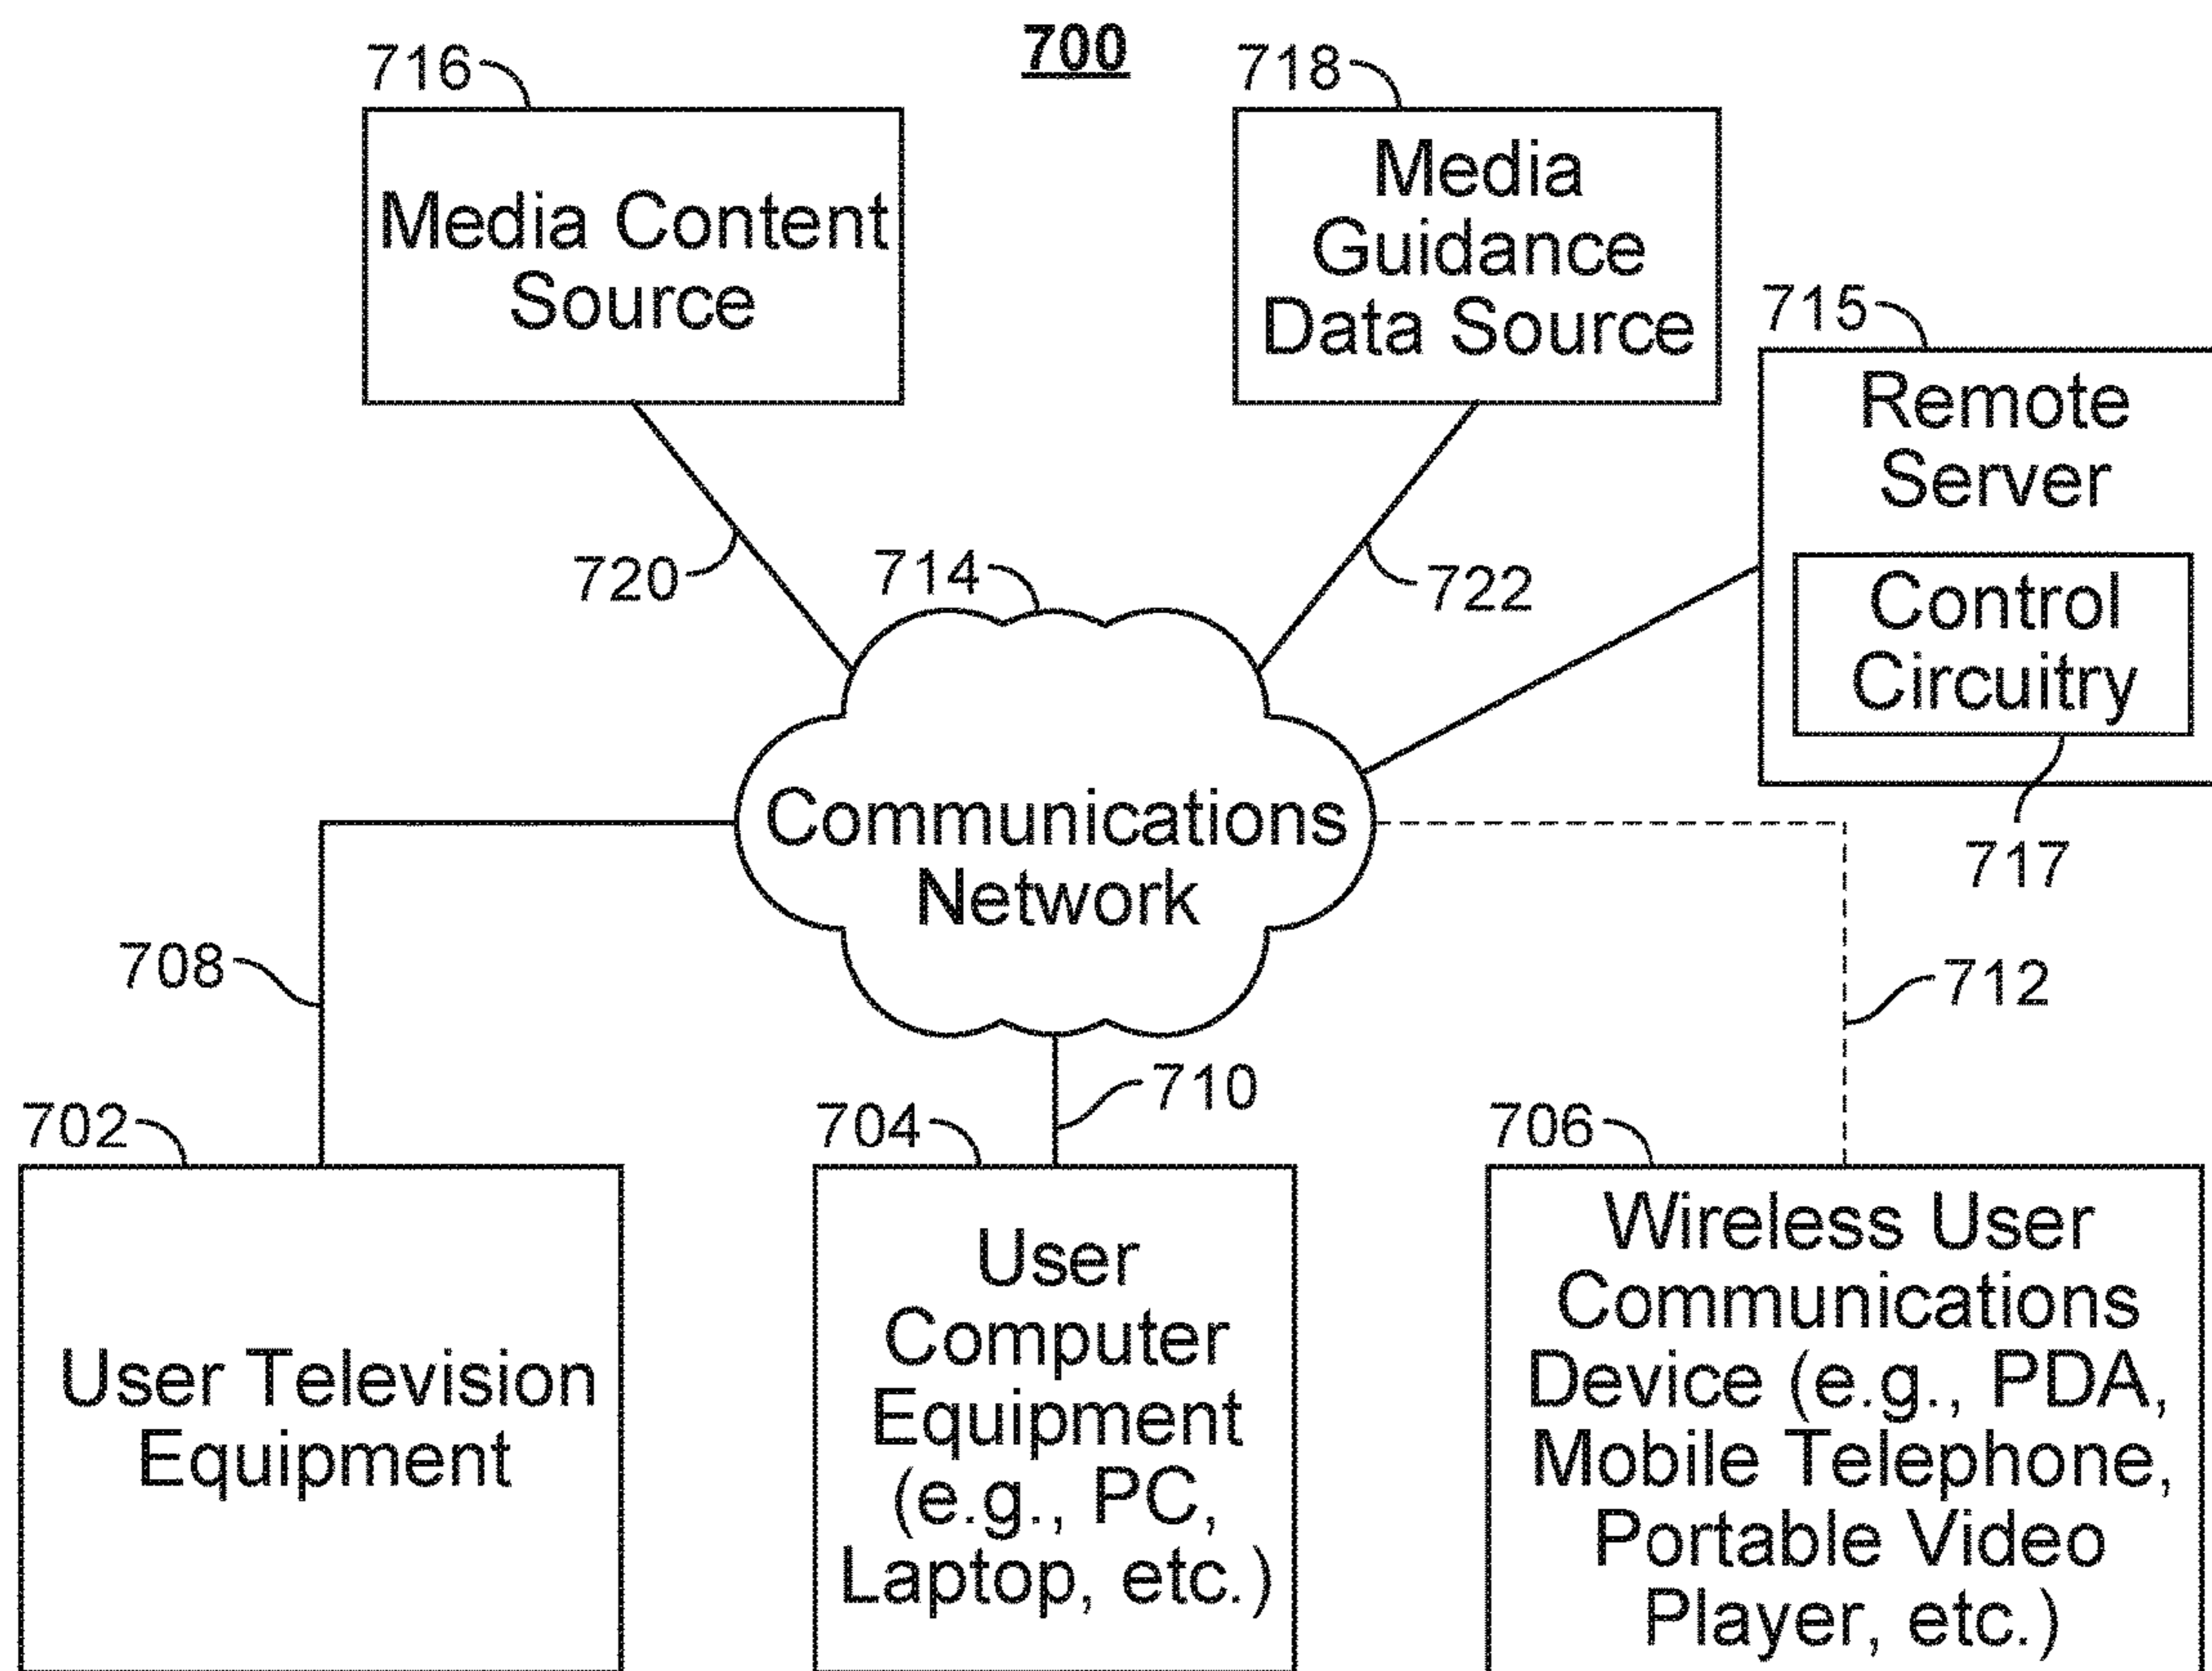 700
716
Media Content
Source
718
Media
Guidance
Data Source
715
Remote
Server
Control
Circuitry
717
720
714
722
Communications
Network
708
712
710
702
User Television
Equipment
704
User
Computer
Equipment
(e.g., PC,
Laptop, etc.)
706
Wireless User
Communications
Device (e.g., PDA,
Mobile Telephone,
Portable Video
Player, etc.)